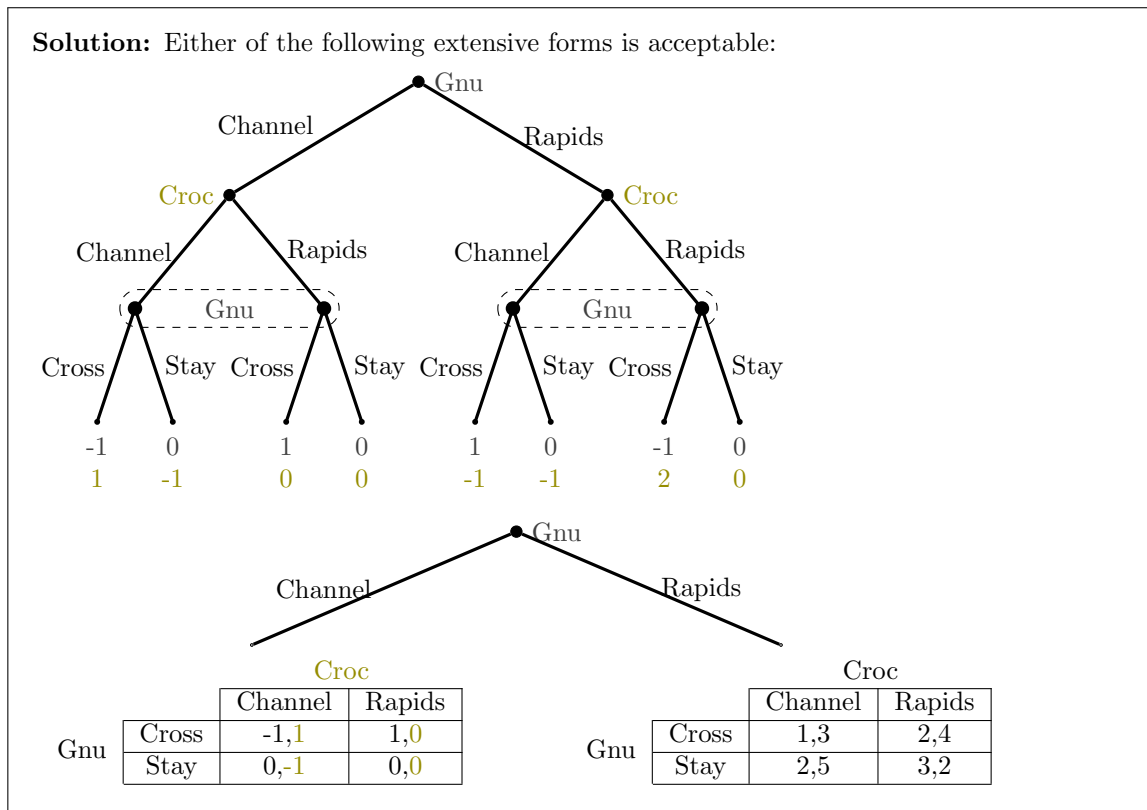 Solution: Either of the following extensive forms is acceptable:
Gnu
Channel
Rapids
Croc
Croc
Channel
Rapids
Channel
Rapids
Gnu
Gnu
Cross Stay Cross Stay Cross Stay Cross Stay
-1 0 1 0 1 0 -1 0
1 -1 0 0 -1 -1 2 0
Gnu
Channel
Rapids
Croc
Channel Rapids
Gnu
Cross -1,1 1,0
Stay 0,-1 0,0
Croc
Channel Rapids
Gnu
Cross 1,3 2,4
Stay 2,5 3,2